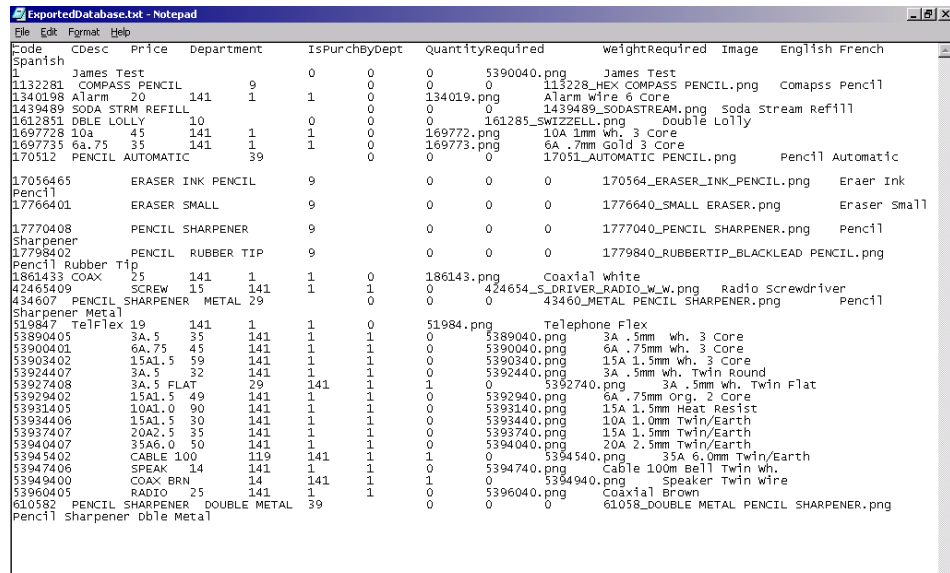 ExportedDatabase.txt - Notepad
File Edit Format Help
Code CDesc Price Department IsPurchByDept QuantityRequired WeightRequired Image English French
Spanish
1 James Test 0 0 0 5390040.png James Test
1132281 COMPASS PENCIL 9 0 0 0 113228_HEX COMPASS PENCIL.png Comapss Pencil
1340198 Alarm 20 141 1 1 0 134019.png Alarm Wire 6 Core
1439489 SODA STRM REFILL 0 0 0 1439489_SODASTREAM.png Soda Stream Refill
1612851 DBLE LOLLY 10 0 0 0 161285_SWIZZELL.png Double Lolly
1697728 10a 45 141 1 1 0 169772.png 10A 1mm Wh. 3 Core
1697735 6a.75 35 141 1 1 0 169773.png 6A .7mm Gold 3 Core
170512 PENCIL AUTOMATIC 39 0 0 0 17051_AUTOMATIC PENCIL.png Pencil Automatic
17056465 ERASER INK PENCIL 9 0 0 0 170564_ERASER_INK_PENCIL.png Eraer Ink
Pencil
17766401 ERASER SMALL 9 0 0 0 1776640_SMALL ERASER.png Eraser Small
17770408 PENCIL SHARPENER 9 0 0 0 1777040_PENCIL SHARPENER.png Pencil
Sharpener
17798402 PENCIL RUBBER TIP 9 0 0 0 1779840_RUBBERTIP_BLACKLEAD PENCIL.png
Pencil Rubber Tip
1861433 COAX 25 141 1 1 0 186143.png Coaxial White
42465409 SCREW 15 141 1 1 0 424654_S_DRIVER_RADIO_W_W.png Radio Screwdriver
434607 PENCIL SHARPENER METAL 29 0 0 0 43460_METAL PENCIL SHARPENER.png Pencil
Sharpener Metal
519847 TelFlex 19 141 1 1 0 51984.png Telephone Flex
53890405 3A.5 35 141 1 1 0 5389040.png 3A .5mm Wh. 3 Core
53900401 6A.75 45 141 1 1 0 5390040.png 6A .75mm Wh. 3 Core
53903402 15A1.5 59 141 1 1 0 5390340.png 15A 1.5mm Wh. 3 Core
53924407 3A.5 32 141 1 1 0 5392440.png 3A .5mm Wh. Twin Round
53927408 3A.5 FLAT 29 141 1 1 0 5392740.png 3A .5mm Wh. Twin Flat
53929402 15A1.5 49 141 1 1 0 5392940.png 6A .75mm Org. 2 Core
53931405 10A1.0 90 141 1 1 0 5393140.png 15A 1.5mm Heat Resist
53934406 15A1.5 30 141 1 1 0 5393440.png 10A 1.0mm Twin/Earth
53937407 20A2.5 35 141 1 1 0 5393740.png 15A 1.5mm Twin/Earth
53940407 35A6.0 50 141 1 1 0 5394040.png 20A 2.5mm Twin/Earth
53945402 CABLE 100 119 141 1 1 0 5394540.png 35A 6.0mm Twin/Earth
53947406 SPEAK 14 141 1 1 0 5394740.png Cable 100m Bell Twin Wh.
53949400 COAX BRN 14 141 1 1 0 5394940.png Speaker Twin Wire
53960405 RADIO 25 141 1 1 0 5396040.png Coaxial Brown
610582 PENCIL SHARPENER DOUBLE METAL 39 0 0 0 61058_DOUBLE METAL PENCIL SHARPENER.png
Pencil Sharpener Dble Metal